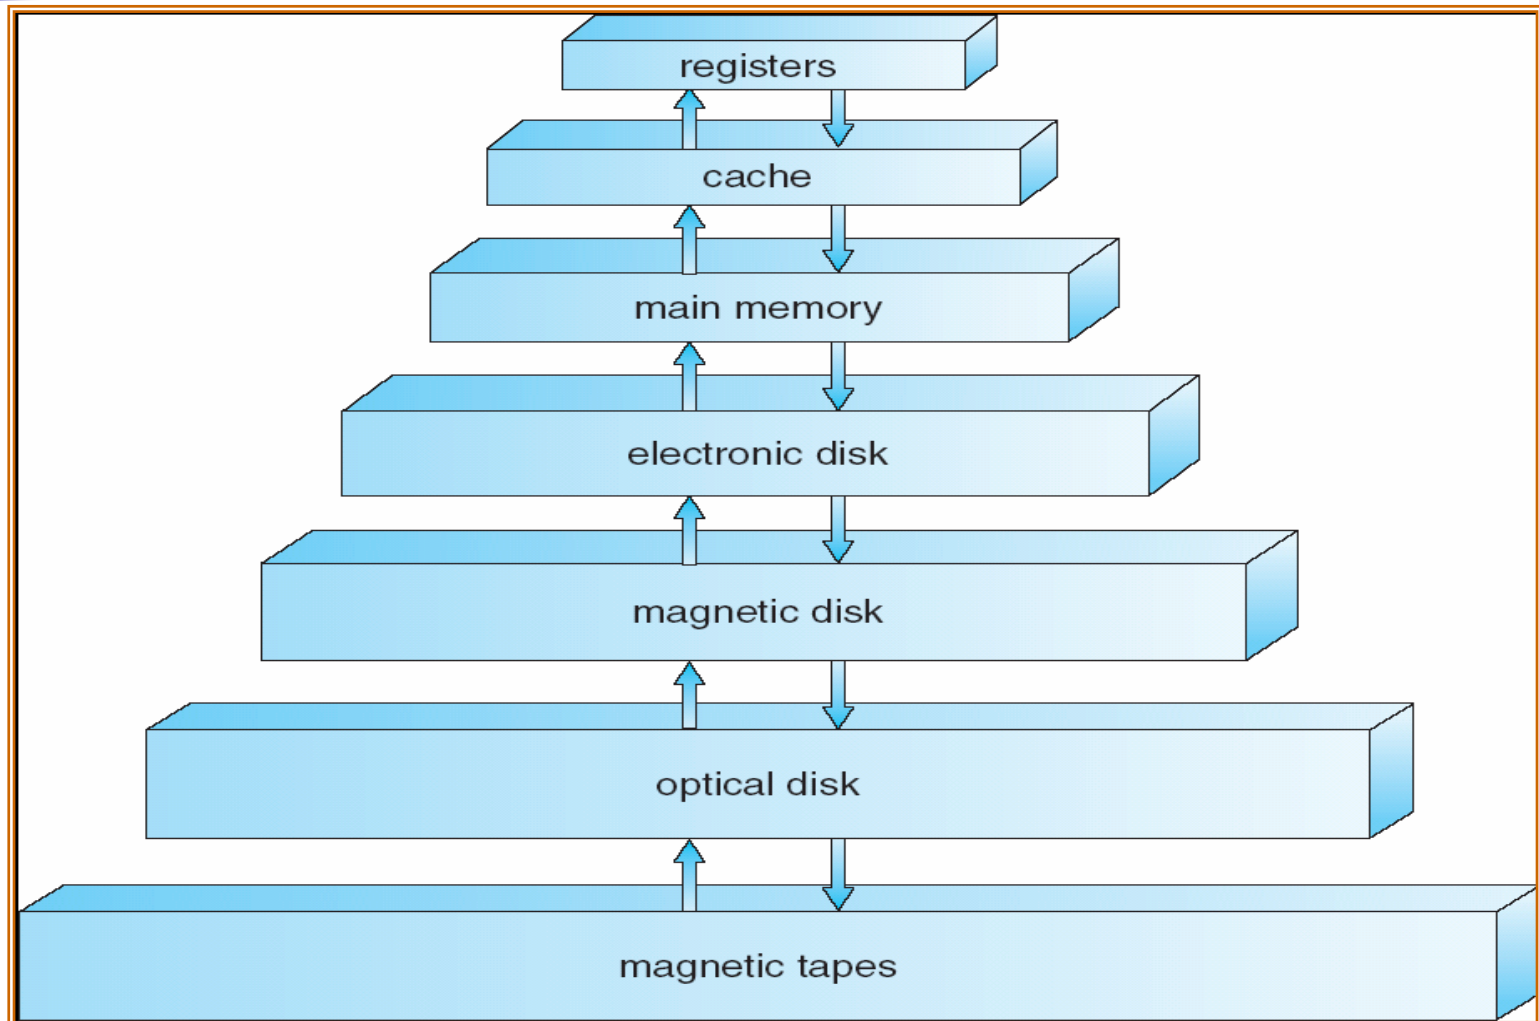 registers
cache
main memory
electronic disk
magnetic disk
optical disk
magnetic tapes